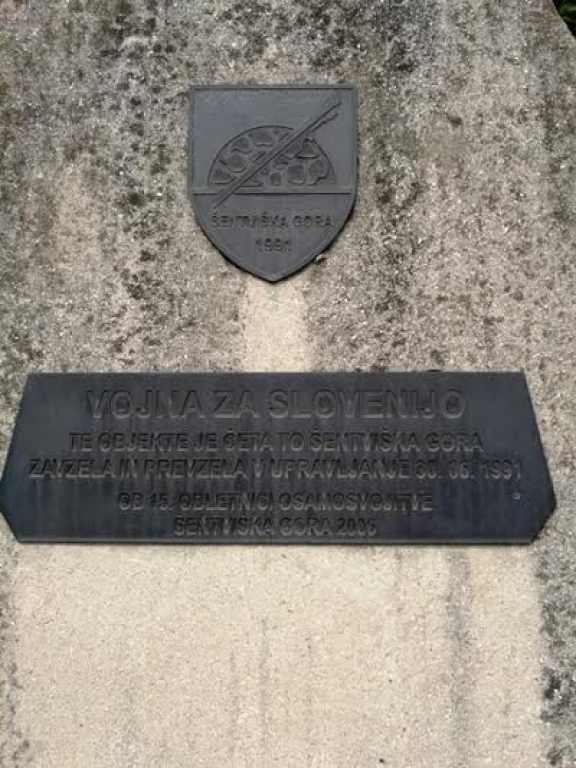 ŠENTVIŠKA GORA
1991
VOJNA ZA SLOVENIJO
TE OBJEKTE JE ČETA TO ŠENTVIŠKA GORA
ZAVZELA IN PREVZELA V UPRAVLJANJE 30. 06. 1991
OB 15. OBLETNICI OSAMOSVOJITVE
ŠENTVIŠKA GORA 2006